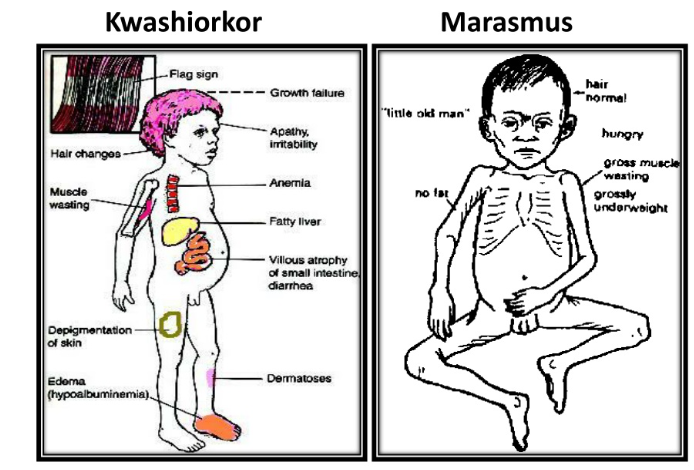 Kwashiorkor
Flag sign
Growth failure
Apathy,
irritability
Hair changes
Anemia
Muscle
wasting
Fatty liver
Villous atrophy
of small intestine,
diarrhea
Depigmentation
of skin
Dermatoses
Edema
(hypoalbuminemia)
Marasmus
hair
normal
"little old man"
hungry
gross muscle
wasting
no fat
grossly
underweight